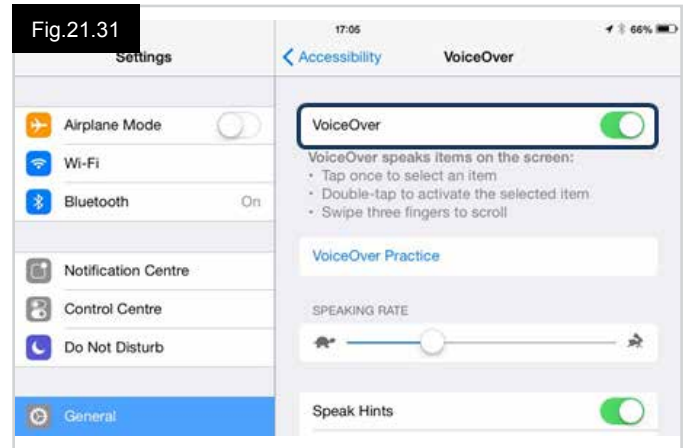 Fig.21.31
17:05
66%
Settings
Accessibility
VoiceOver
Airplane Mode
Wi-Fi
Bluetooth
On
Notification Centre
Control Centre
Do Not Disturb
General
VoiceOver
VoiceOver speaks items on the screen:
• Tap once to select an item
• Double-tap to activate the selected item
• Swipe three fingers to scroll
VoiceOver Practice
SPEAKING RATE
Speak Hints